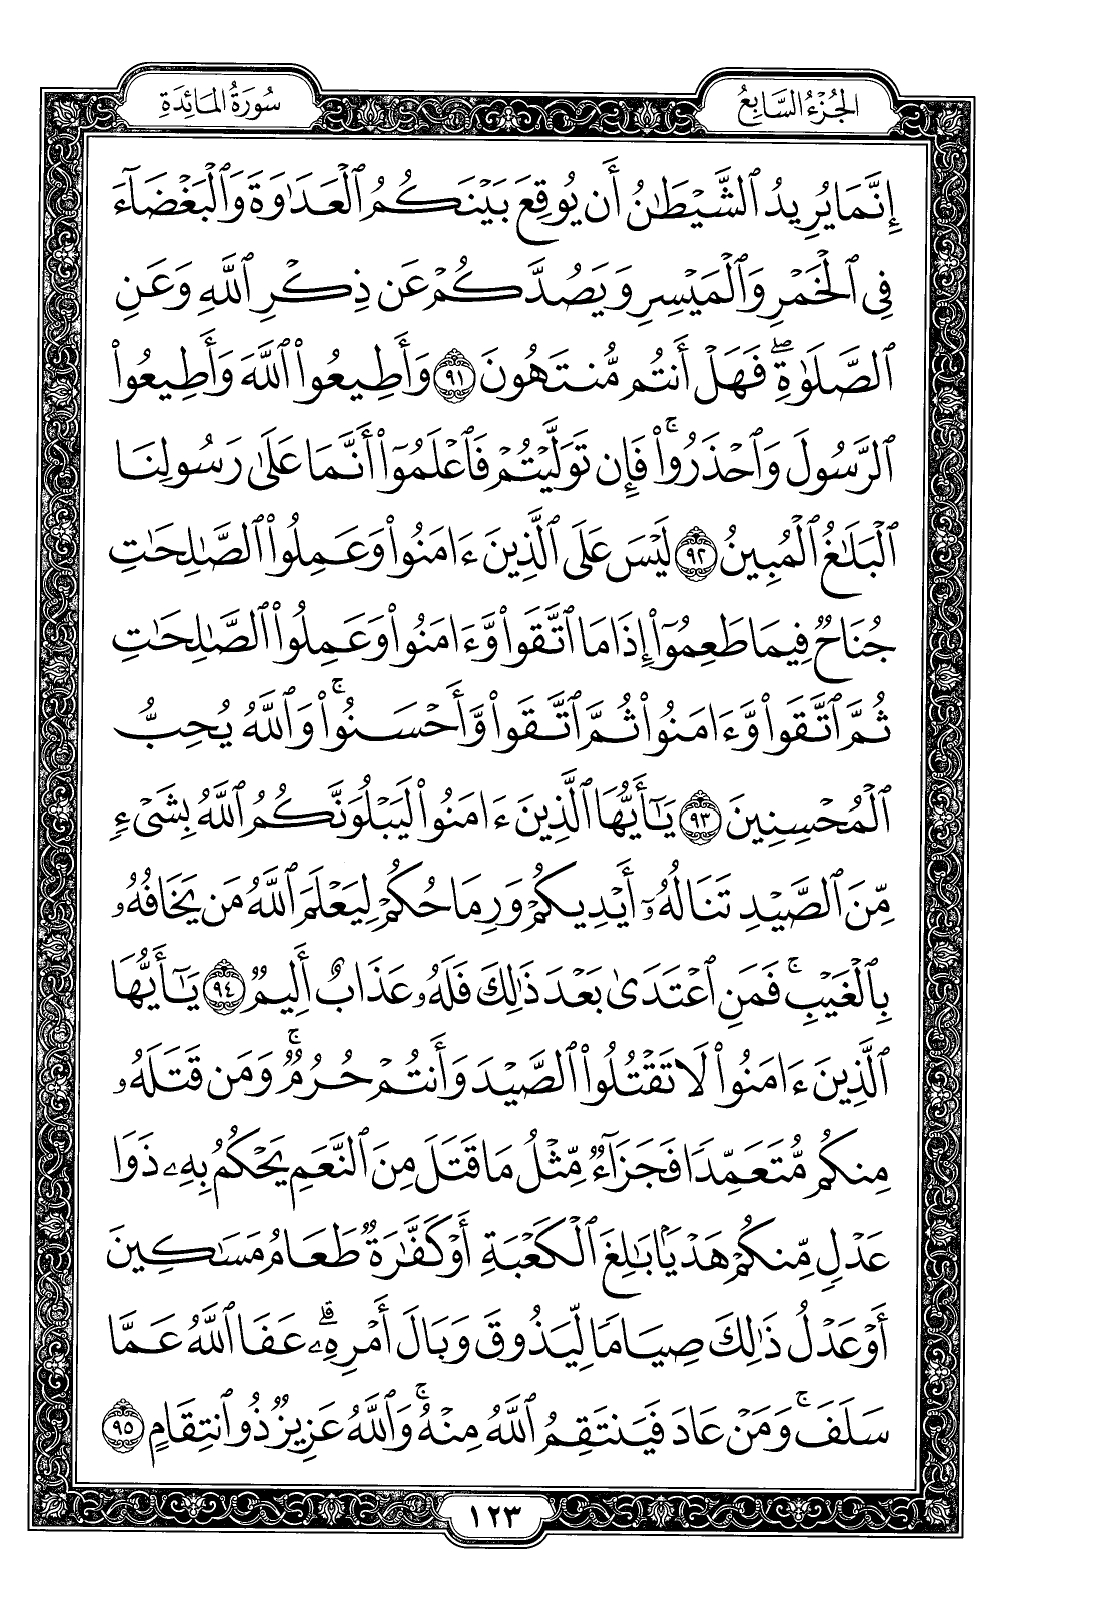 الجُزْءُ السَّابِعُ
سُورَةُ المَائِدَةِ
إِنَّمَا يُرِيدُ ٱلشَّيْطَٰنُ أَن يُوقِعَ بَيْنَكُمُ ٱلْعَدَٰوَةَ وَٱلْبَغْضَآءَ
فِى ٱلْخَمْرِ وَٱلْمَيْسِرِ وَيَصُدَّكُمْ عَن ذِكْرِ ٱللَّهِ وَعَنِ
ٱلصَّلَوٰةِ ۖ فَهَلْ أَنتُم مُّنتَهُونَ ٩١ وَأَطِيعُوا۟ ٱللَّهَ وَأَطِيعُوا۟
ٱلرَّسُولَ وَٱحْذَرُوا۟ ۚ فَإِن تَوَلَّيْتُمْ فَٱعْلَمُوٓا۟ أَنَّمَا عَلَىٰ رَسُولِنَا
ٱلْبَلَٰغُ ٱلْمُبِينُ ٩٢ لَيْسَ عَلَى ٱلَّذِينَ ءَامَنُوا۟ وَعَمِلُوا۟ ٱلصَّٰلِحَٰتِ
جُنَاحٌ فِيمَا طَعِمُوٓا۟ إِذَا مَا ٱتَّقَوا۟ وَّءَامَنُوا۟ وَعَمِلُوا۟ ٱلصَّٰلِحَٰتِ
ثُمَّ ٱتَّقَوا۟ وَّءَامَنُوا۟ ثُمَّ ٱتَّقَوا۟ وَّأَحْسَنُوا۟ ۚ وَٱللَّهُ يُحِبُّ
ٱلْمُحْسِنِينَ ٩٣ يَٰٓأَيُّهَا ٱلَّذِينَ ءَامَنُوا۟ لَيَبْلُوَنَّكُمُ ٱللَّهُ بِشَىْءٍ
مِّنَ ٱلصَّيْدِ تَنَالُهُۥٓ أَيْدِيكُمْ وَرِمَاحُكُمْ لِيَعْلَمَ ٱللَّهُ مَن يَخَافُهُۥ
بِٱلْغَيْبِ ۚ فَمَنِ ٱعْتَدَىٰ بَعْدَ ذَٰلِكَ فَلَهُۥ عَذَابٌ أَلِيمٌ ٩٤ يَٰٓأَيُّهَا
ٱلَّذِينَ ءَامَنُوا۟ لَا تَقْتُلُوا۟ ٱلصَّيْدَ وَأَنتُمْ حُرُمٌ ۚ وَمَن قَتَلَهُۥ
مِنكُم مُّتَعَمِّدًا فَجَزَآءٌ مِّثْلُ مَا قَتَلَ مِنَ ٱلنَّعَمِ يَحْكُمُ بِهِۦ ذَوَا
عَدْلٍ مِّنكُمْ هَدْيًۢا بَٰلِغَ ٱلْكَعْبَةِ أَوْ كَفَّٰرَةٌ طَعَامُ مَسَٰكِينَ
أَوْ عَدْلُ ذَٰلِكَ صِيَامًا لِّيَذُوقَ وَبَالَ أَمْرِهِۦ ۗ عَفَا ٱللَّهُ عَمَّا
سَلَفَ ۚ وَمَنْ عَادَ فَيَنتَقِمُ ٱللَّهُ مِنْهُ ۚ وَٱللَّهُ عَزِيزٌ ذُو ٱنتِقَامٍ ٩٥
١٢٣